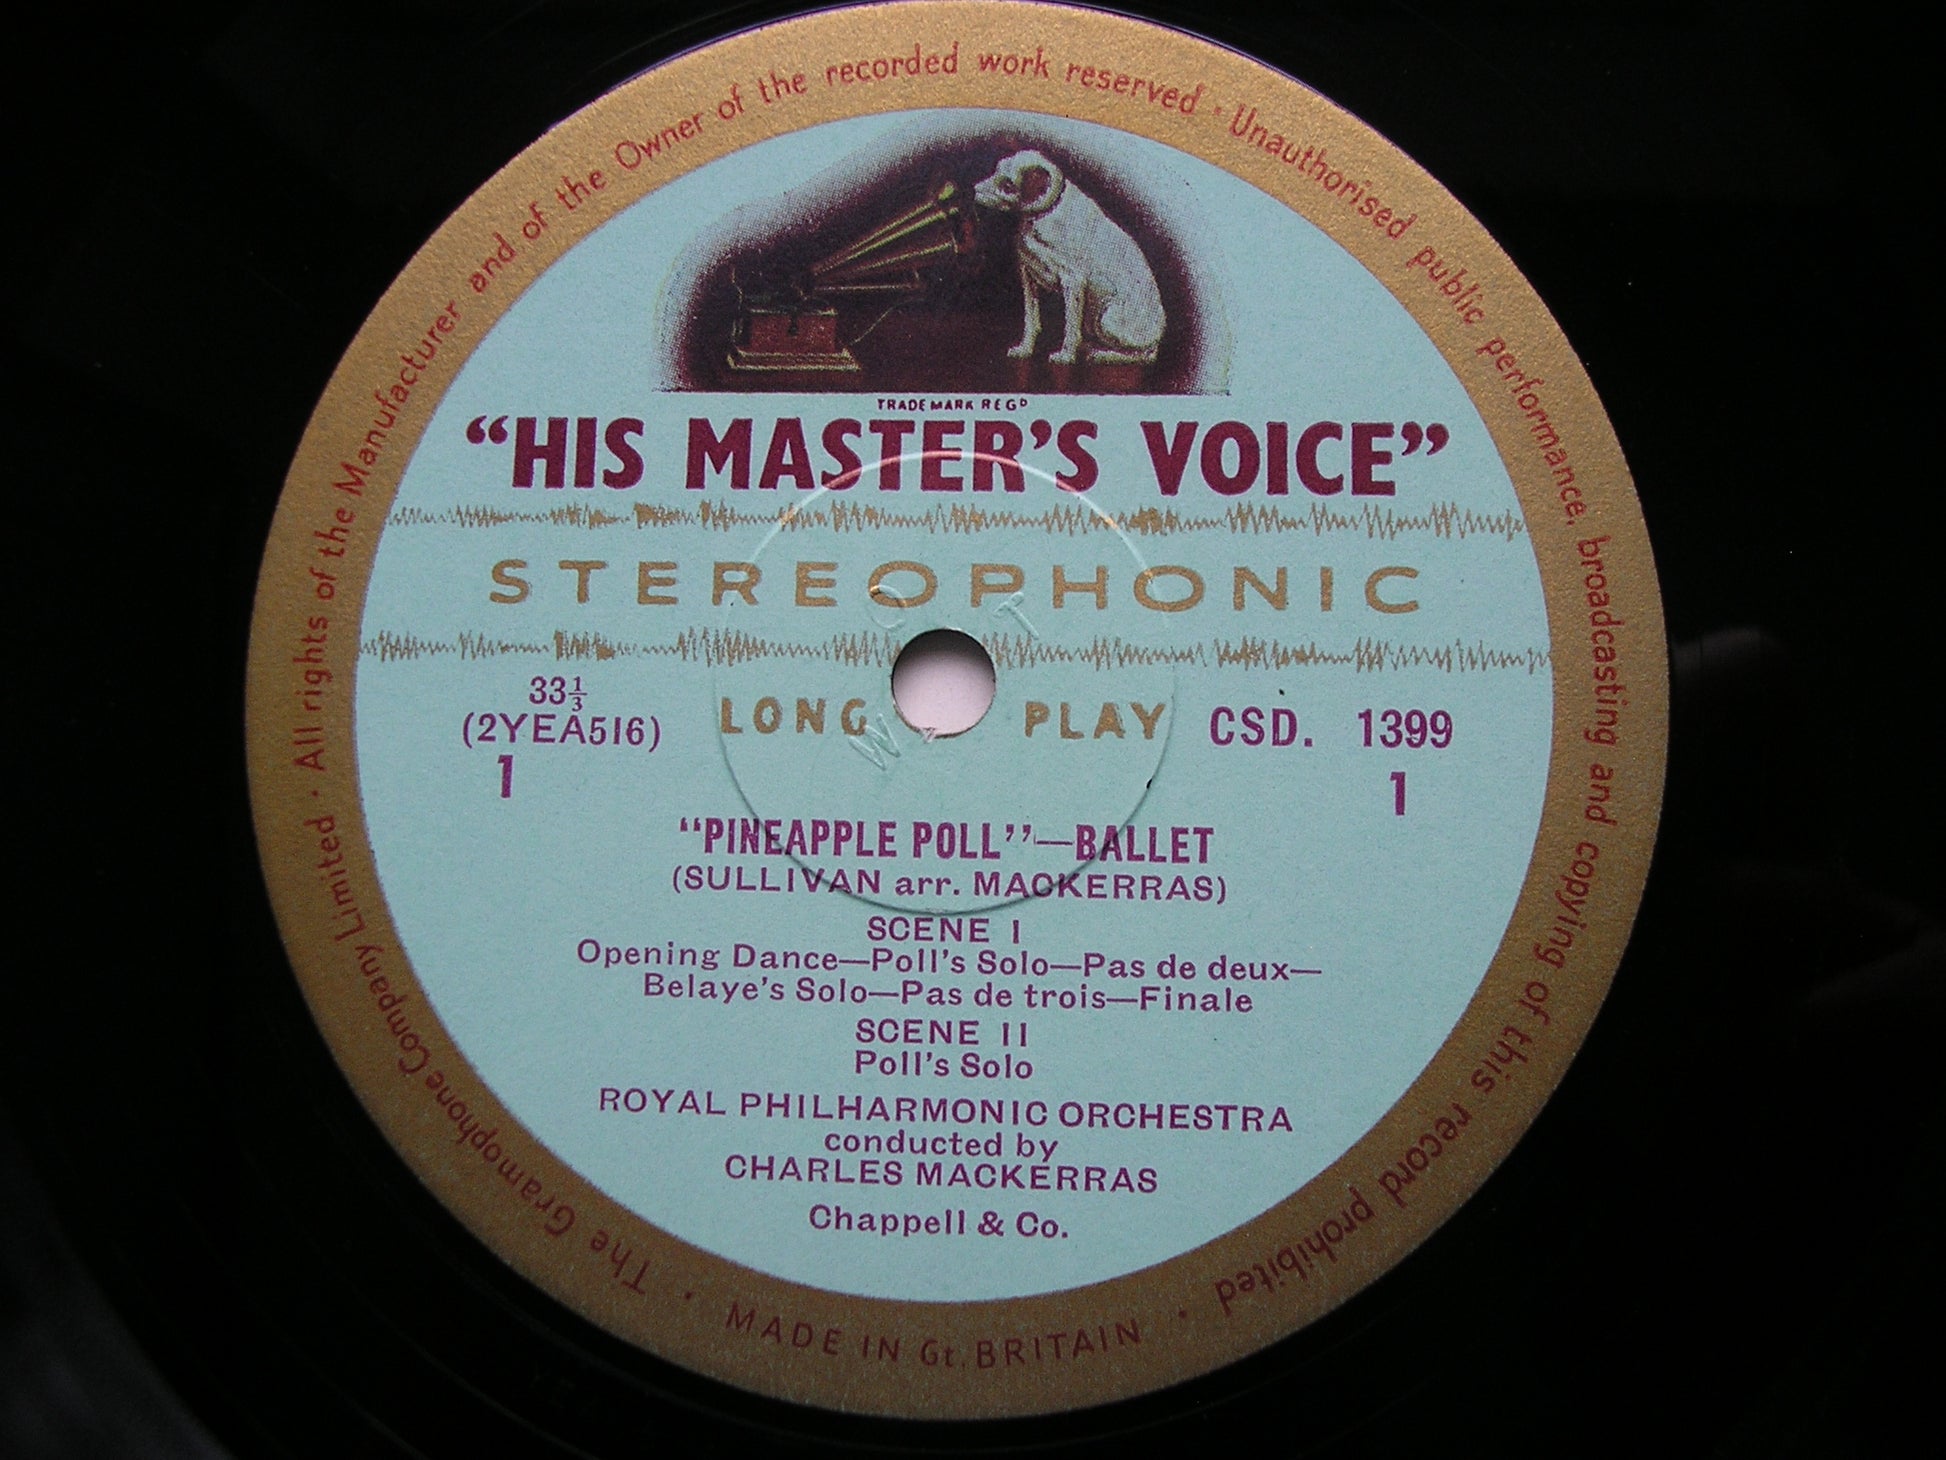 All rights of the Manufacturer and of the Owner of the recorded work reserved · Unauthorised public performance, broadcasting and copying of this record prohibited ·
TRADE MARK REGD
“HIS MASTER’S VOICE”
STEREOPHONIC
LONG PLAY
33⅓
(2YEA516)
1
CSD. 1399
1
“PINEAPPLE POLL”—BALLET
(SULLIVAN arr. MACKERRAS)
SCENE I
Opening Dance—Poll's Solo—Pas de deux—
Belaye's Solo—Pas de trois—Finale
SCENE II
Poll's Solo
ROYAL PHILHARMONIC ORCHESTRA
conducted by
CHARLES MACKERRAS
Chappell & Co.
The Gramophone Company Limited ·
MADE IN Gt. BRITAIN